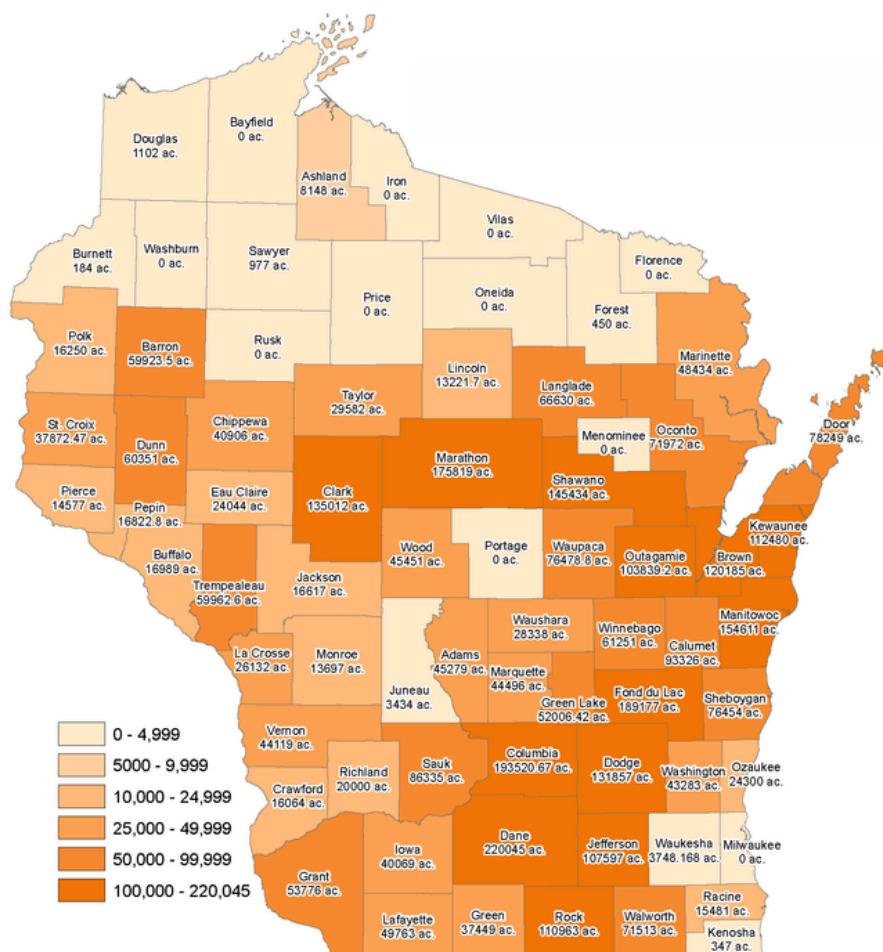 Douglas
1102 ac.
Bayfield
0 ac.
Ashland
8148 ac.
Iron
0 ac.
Vilas
0 ac.
Burnett
184 ac.
Washburn
0 ac.
Sawyer
977 ac.
Florence
0 ac.
Price
0 ac.
Oneida
0 ac.
Forest
450 ac.
Polk
16250 ac.
Barron
59923.5 ac.
Rusk
0 ac.
Marinette
48434 ac.
Lincoln
13221.7 ac.
Langlade
66630 ac.
Taylor
29582 ac.
St. Croix
37872.47 ac.
Dunn
60351 ac.
Chippewa
40906 ac.
Menominee
0 ac.
Oconto
71972 ac.
Door
78249 ac.
Marathon
175819 ac.
Clark
135012 ac.
Shawano
145434 ac.
Pierce
14577 ac.
Pepin
16822.8 ac.
Eau Claire
24044 ac.
Kewaunee
112480 ac.
Buffalo
16989 ac.
Trempealeau
59962.6 ac.
Jackson
16617 ac.
Wood
45451 ac.
Portage
0 ac.
Waupaca
76478.8 ac.
Outagamie
103839.2 ac.
Brown
120185 ac.
Manitowoc
154611 ac.
La Crosse
26132 ac.
Monroe
13697 ac.
Juneau
3434 ac.
Adams
45279 ac.
Waushara
28338 ac.
Marquette
44496 ac.
Green Lake
52006.42 ac.
Winnebago
61251 ac.
Calumet
93326 ac.
Fond du Lac
189177 ac.
Sheboygan
76454 ac.
Vernon
44119 ac.
Crawford
16064 ac.
Richland
20000 ac.
Sauk
86335 ac.
Columbia
193520.67 ac.
Dodge
131857 ac.
Washington
43283 ac.
Ozaukee
24300 ac.
Grant
53776 ac.
Iowa
40069 ac.
Dane
220045 ac.
Jefferson
107597 ac.
Waukesha
3748.168 ac.
Milwaukee
0 ac.
Lafayette
49763 ac.
Green
37449 ac.
Rock
110963 ac.
Walworth
71513 ac.
Racine
15481 ac.
Kenosha
347 ac.
0 - 4,999
5000 - 9,999
10,000 - 24,999
25,000 - 49,999
50,000 - 99,999
100,000 - 220,045